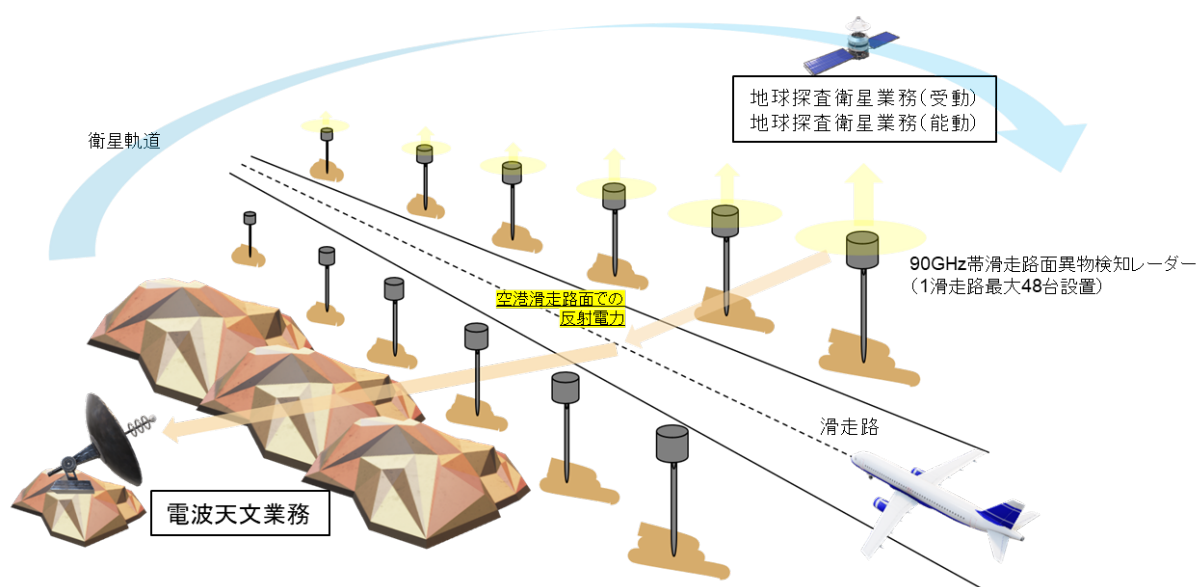 地球探査衛星業務(受動)
地球探査衛星業務(能動)
衛星軌道
90GHz帯滑走路面異物検知レーダー
(1滑走路最大48台設置)
空港滑走路面での
反射電力
滑走路
電波天文業務